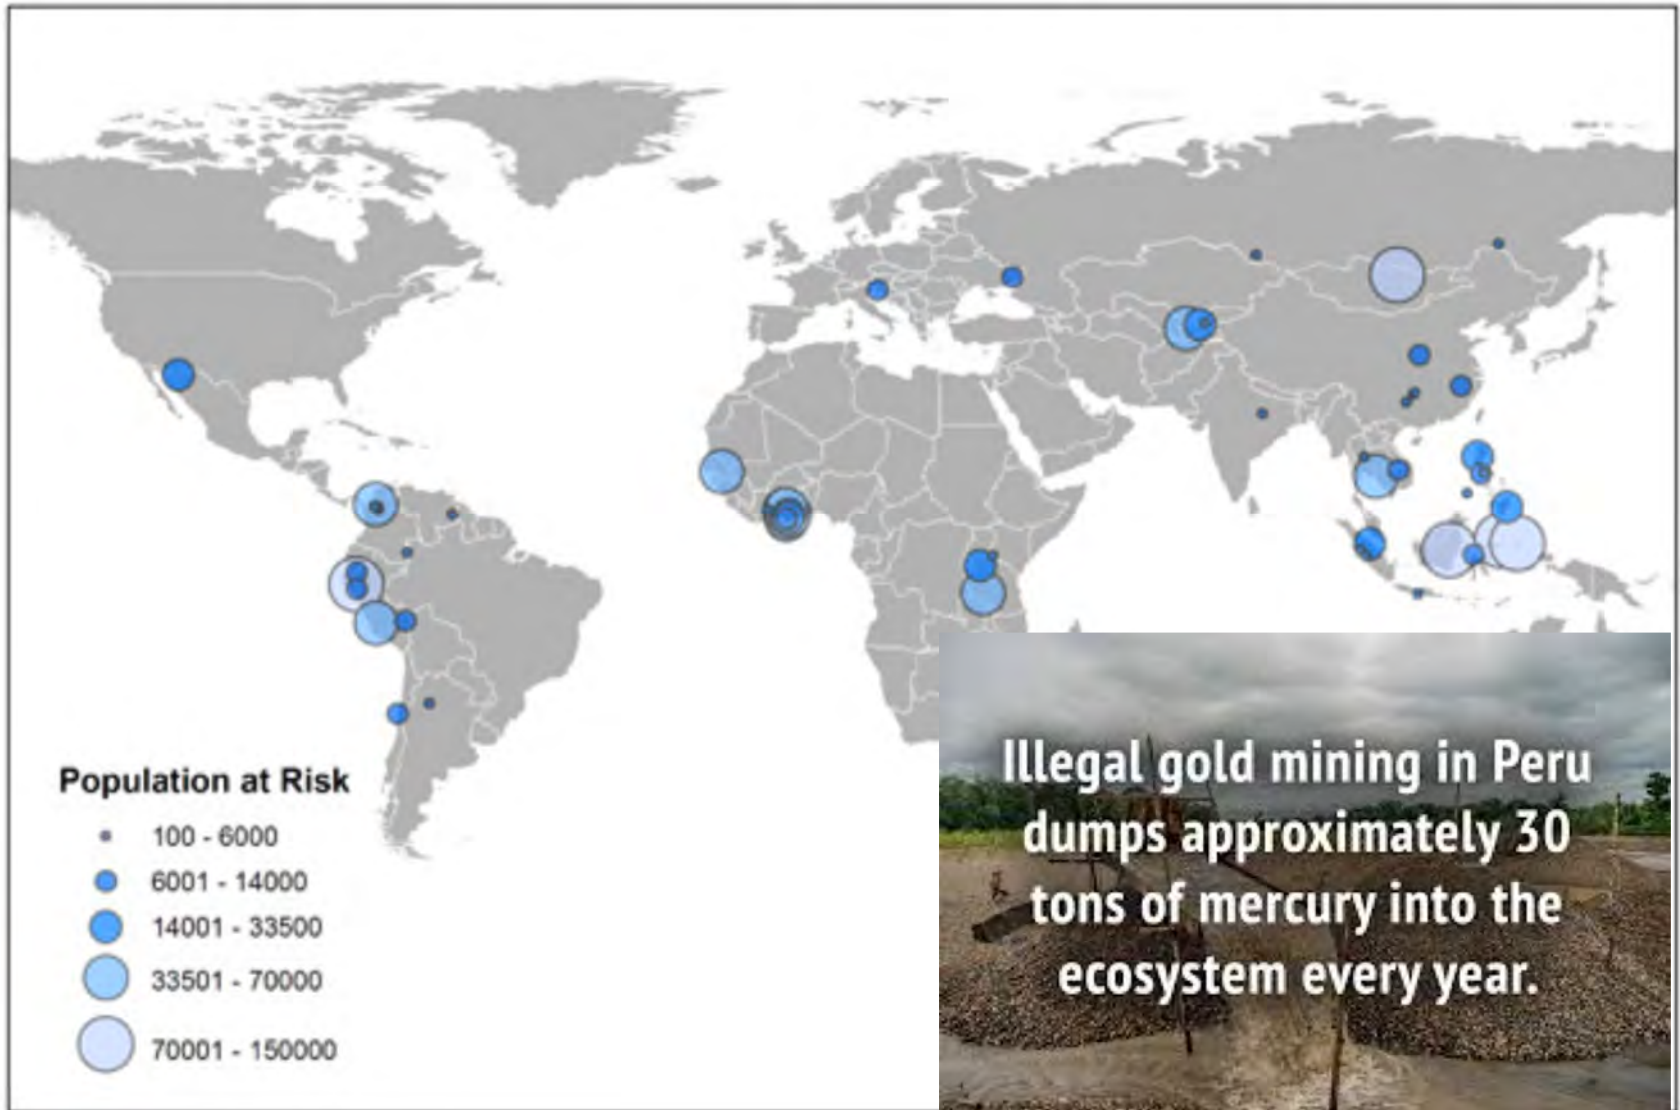 Population at Risk
100 - 6000
6001 - 14000
14001 - 33500
33501 - 70000
70001 - 150000
Illegal gold mining in Peru
dumps approximately 30
tons of mercury into the
ecosystem every year.